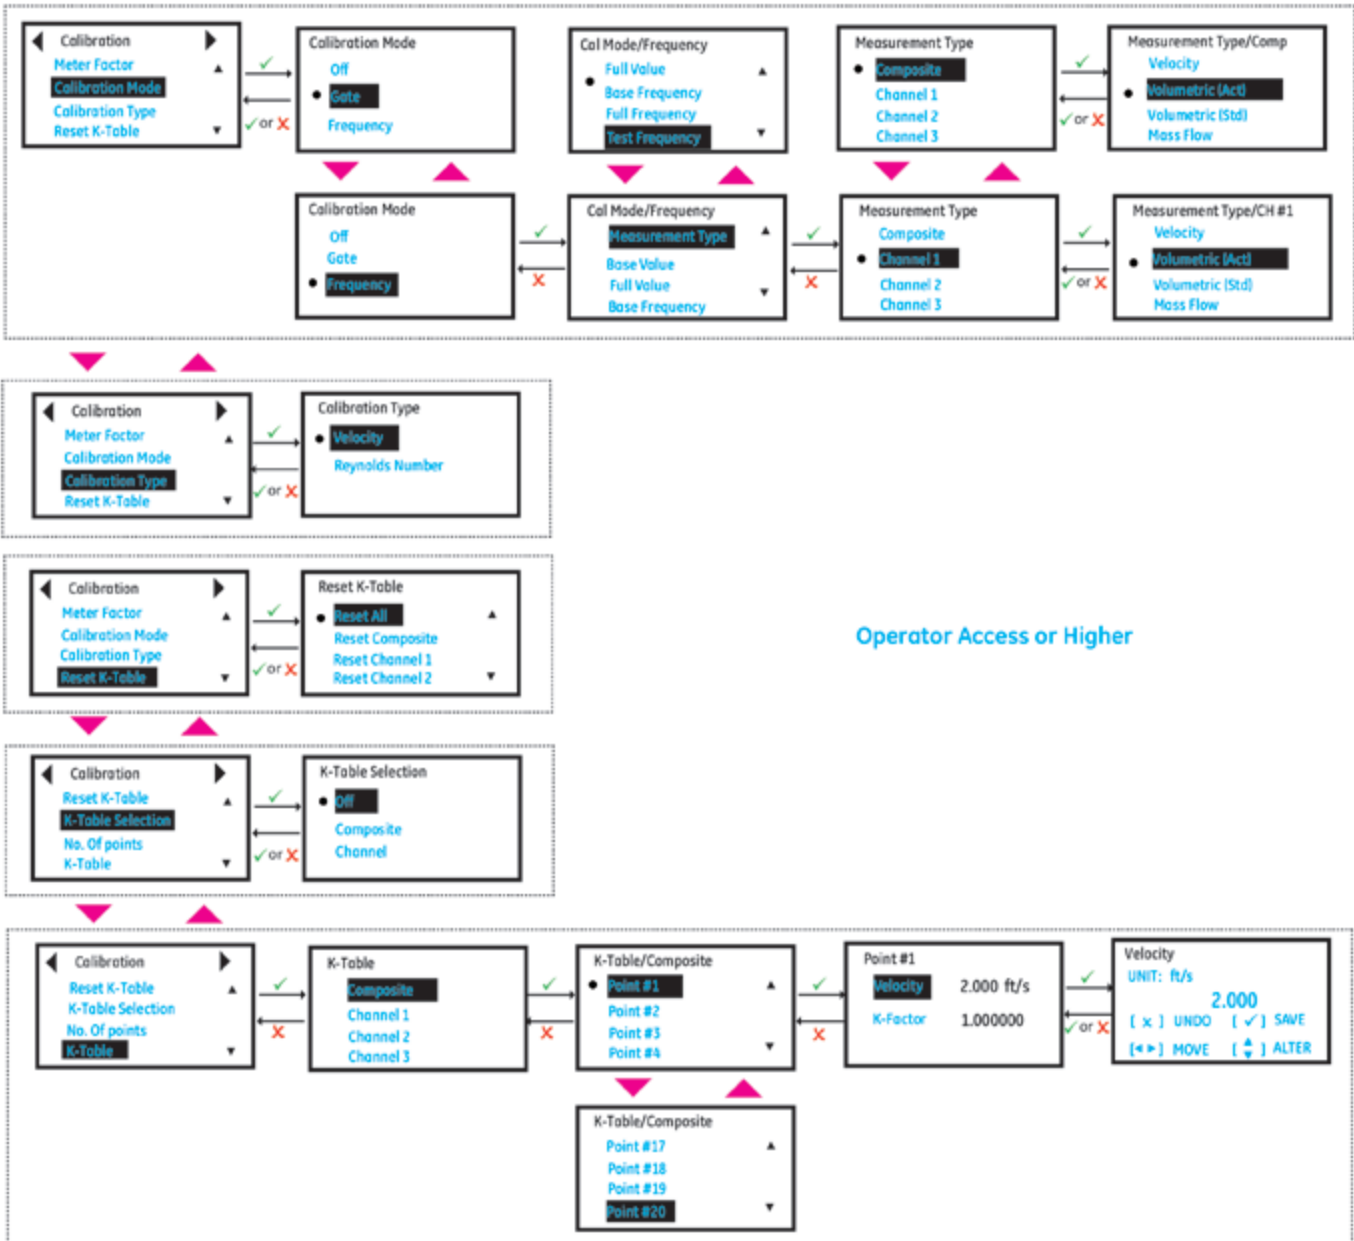 Calibration
Meter Factor
Calibration Mode
Calibration Type
Reset K-Table
✓or X
Calibration Mode
Off
Gate
Frequency
Cal Mode/Frequency
Full Value
Base Frequency
Full Frequency
Test Frequency
Measurement Type
Composite
Channel 1
Channel 2
Channel 3
✓or X
Measurement Type/Comp
Velocity
Volumetric (Act)
Volumetric (Std)
Mass Flow
Calibration Mode
Off
Gate
Frequency
Cal Mode/Frequency
Measurement Type
Base Value
Full Value
Base Frequency
Measurement Type
Composite
Channel 1
Channel 2
Channel 3
✓or X
Measurement Type/CH #1
Velocity
Volumetric (Act)
Volumetric (Std)
Mass Flow
Calibration
Meter Factor
Calibration Mode
Calibration Type
Reset K-Table
✓or X
Calibration Type
Velocity
Reynolds Number
Calibration
Meter Factor
Calibration Mode
Calibration Type
Reset K-Table
✓or X
Reset K-Table
Reset All
Reset Composite
Reset Channel 1
Reset Channel 2
Operator Access or Higher
Calibration
Reset K-Table
K-Table Selection
No. Of points
K-Table
✓or X
K-Table Selection
Off
Composite
Channel
Calibration
Reset K-Table
K-Table Selection
No. Of points
K-Table
K-Table
Composite
Channel 1
Channel 2
Channel 3
K-Table/Composite
Point #1
Point #2
Point #3
Point #4
Point #1
Velocity 2.000 ft/s
K-Factor 1.000000
✓or X
Velocity
UNIT: ft/s
2.000
[ x ] UNDO [ ✓ ] SAVE
[◄ ►] MOVE [ ▲▼ ] ALTER
K-Table/Composite
Point #17
Point #18
Point #19
Point #20